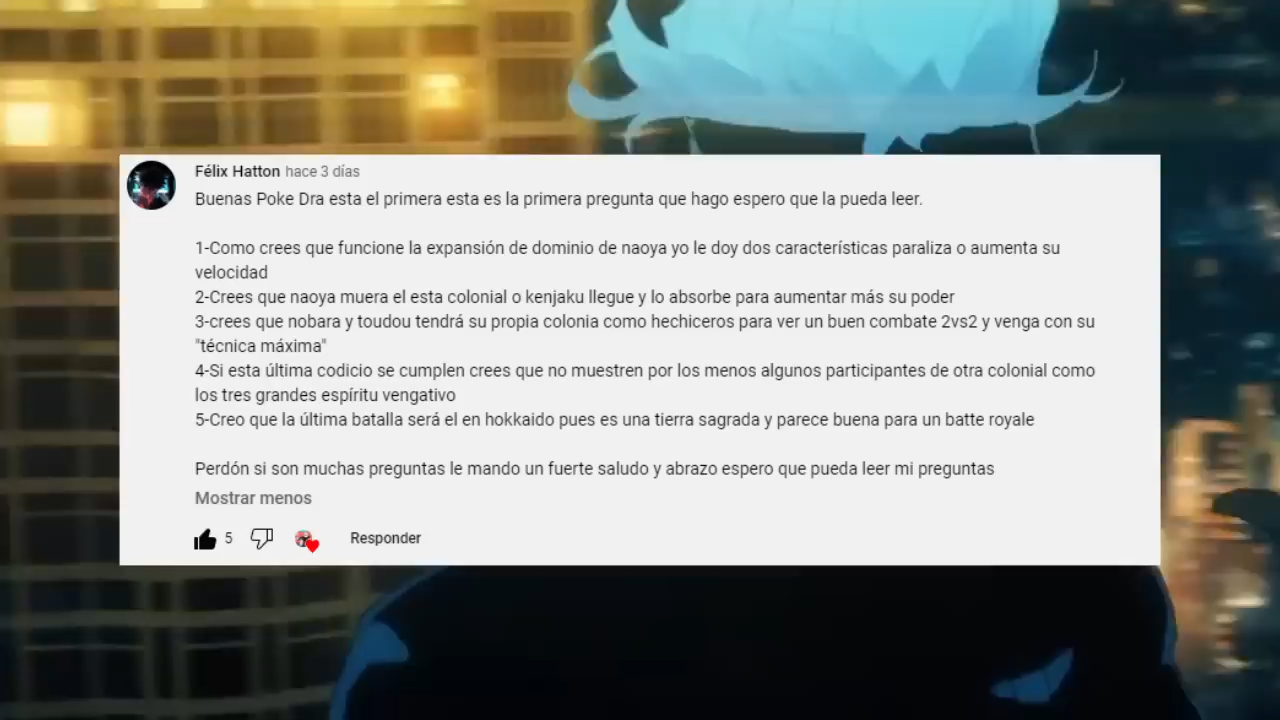 Félix Hatton hace 3 días
Buenas Poke Dra esta el primera esta es la primera pregunta que hago espero que la pueda leer.
1-Como crees que funcione la expansión de dominio de naoya yo le doy dos características paraliza o aumenta su
velocidad
2-Crees que naoya muera el esta colonial o kenjaku llegue y lo absorbe para aumentar más su poder
3-crees que nobara y toudou tendrá su propia colonia como hechiceros para ver un buen combate 2vs2 y venga con su
"técnica máxima"
4-Si esta última codicio se cumplen crees que no muestren por los menos algunos participantes de otra colonial como
los tres grandes espíritu vengativo
5-Creo que la última batalla será el en hokkaido pues es una tierra sagrada y parece buena para un batte royale
Perdón si son muchas preguntas le mando un fuerte saludo y abrazo espero que pueda leer mi preguntas
Mostrar menos
5 Responder